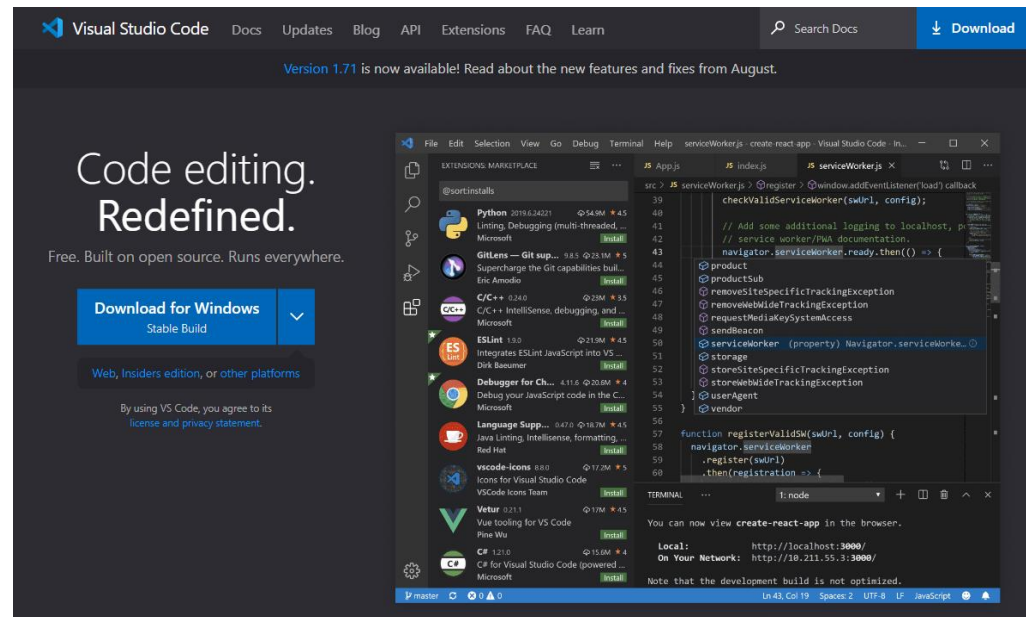 Visual Studio Code Docs Updates Blog API Extensions FAQ Learn Search Docs Download
Version 1.71 is now available! Read about the new features and fixes from August.
Code editing.
Redefined.
Free. Built on open source. Runs everywhere.
Download for Windows
Stable Build
Web, Insiders edition, or other platforms
By using VS Code, you agree to its
license and privacy statement.
File Edit Selection View Go Debug Terminal Help serviceWorker.js - create-react-app - Visual Studio Code - In...
EXTENSIONS: MARKETPLACE
@sort:installs
Python 2019.6.24221 54.9M ★ 4.5
Linting, Debugging (multi-threaded, ...
Microsoft Install
GitLens — Git sup... 9.8.5 23.1M ★ 5
Supercharge the Git capabilities buil...
Eric Amodio Install
C/C++ 0.24.0 23M ★ 3.5
C/C++ IntelliSense, debugging, and ...
Microsoft Install
ESLint 1.9.0 21.9M ★ 4.5
Integrates ESLint JavaScript into VS ...
Dirk Baeumer Install
Debugger for Ch... 4.11.6 20.6M ★ 4
Debug your JavaScript code in the C...
Microsoft Install
Language Supp... 0.47.0 18.7M ★ 4.5
Java Linting, Intellisense, formatting, ...
Red Hat Install
vscode-icons 8.8.0 17.2M ★ 5
Icons for Visual Studio Code
VSCode Icons Team Install
Vetur 0.21.1 17M ★ 4.5
Vue tooling for VS Code
Pine Wu Install
C# 1.21.0 15.6M ★ 4
C# for Visual Studio Code (powered ...
Microsoft Install
JS App.js JS index.js JS serviceWorker.js ×
src > JS serviceWorker.js > register > window.addEventListener('load') callback
39 checkValidServiceWorker(swUrl, config);
40
41 // Add some additional logging to localhost, p
42 // service worker/PWA documentation.
43 navigator.serviceWorker.ready.then(() => {
44 product
45 productSub
46 removeSiteSpecificTrackingException
47 removeWebWideTrackingException
48 requestMediaKeySystemAccess
49 sendBeacon
50 serviceWorker (property) Navigator.serviceWorke...
51 storage
52 storeSiteSpecificTrackingException
53 storeWebWideTrackingException
54 } userAgent
55 } vendor
56
57 function registerValidSW(swUrl, config) {
58 navigator.serviceWorker
59 .register(swUrl)
60 .then(registration => {
TERMINAL ... 1: node
You can now view create-react-app in the browser.
Local: http://localhost:3000/
On Your Network: http://10.211.55.3:3000/
Note that the development build is not optimized.
master 0 0 Ln 43, Col 19 Spaces: 2 UTF-8 LF JavaScript